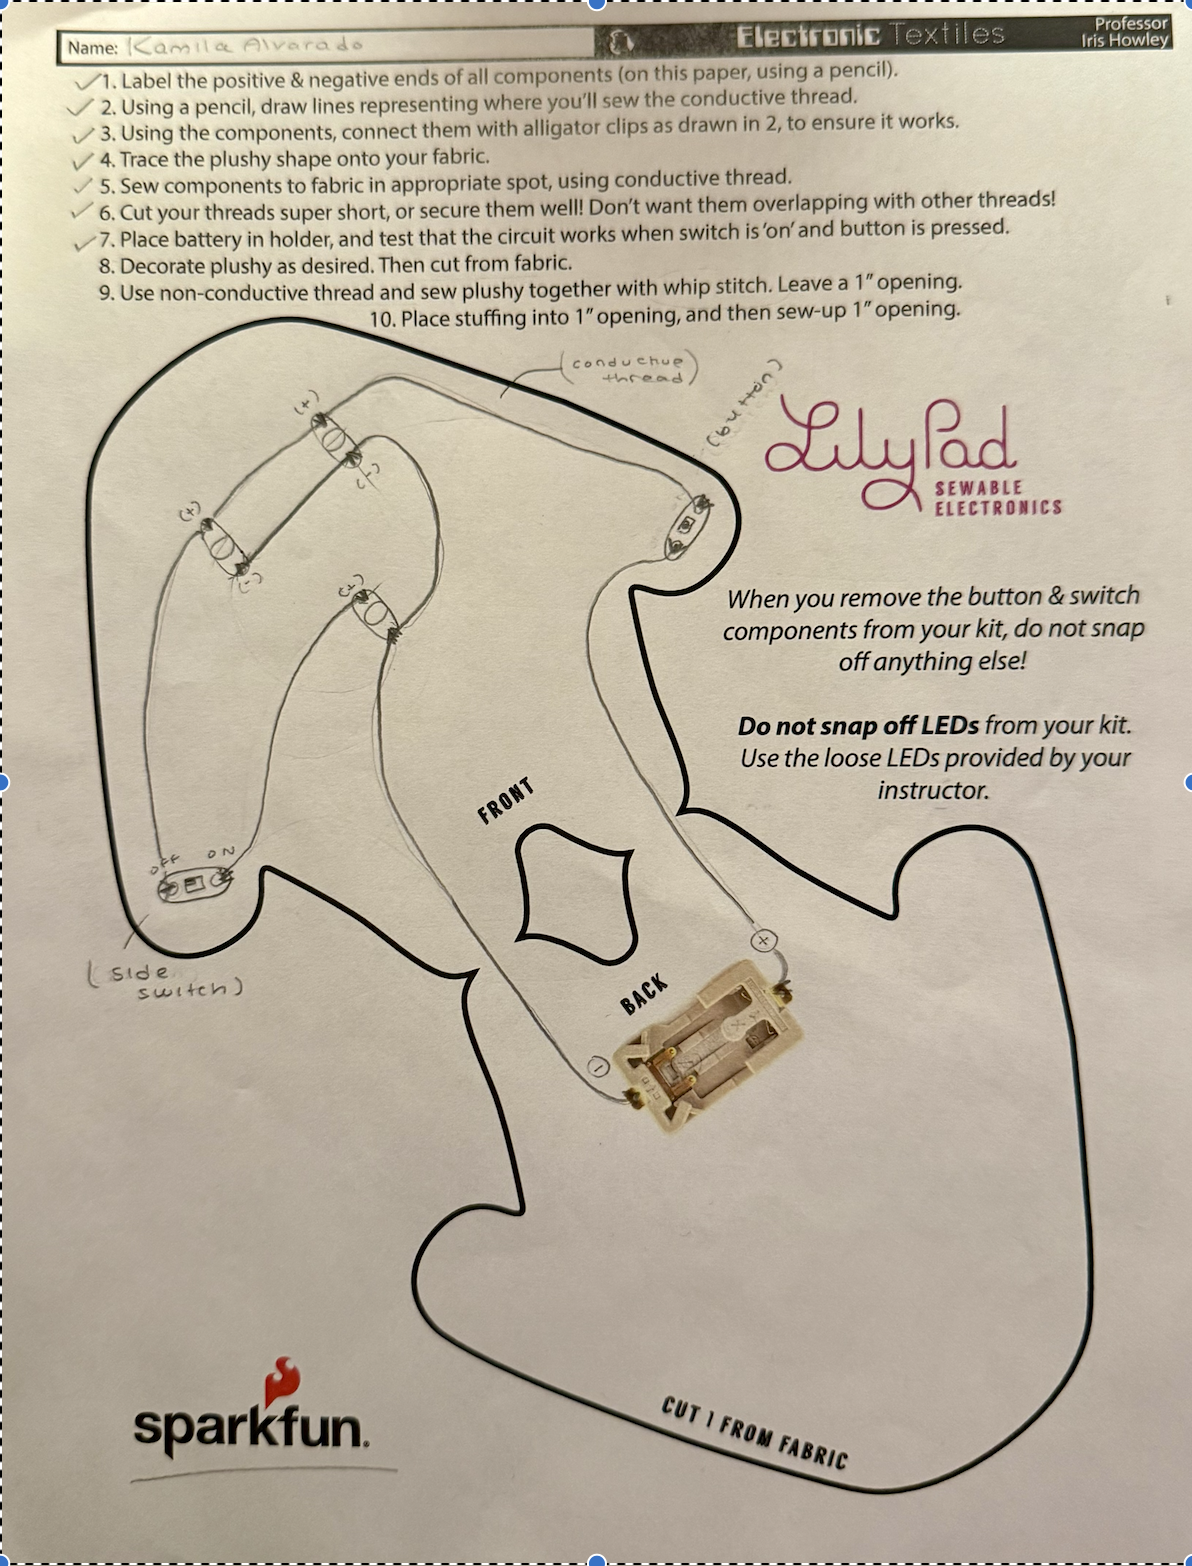 Name: Kamila Alvarado
Electronic Textiles
Professor
Iris Howley
1. Label the positive & negative ends of all components (on this paper, using a pencil).
2. Using a pencil, draw lines representing where you'll sew the conductive thread.
3. Using the components, connect them with alligator clips as drawn in 2, to ensure it works.
4. Trace the plushy shape onto your fabric.
5. Sew components to fabric in appropriate spot, using conductive thread.
6. Cut your threads super short, or secure them well! Don't want them overlapping with other threads!
7. Place battery in holder, and test that the circuit works when switch is 'on' and button is pressed.
8. Decorate plushy as desired. Then cut from fabric.
9. Use non-conductive thread and sew plushy together with whip stitch. Leave a 1" opening.
10. Place stuffing into 1" opening, and then sew-up 1" opening.
(conductive
thread)
(button)
(+)
(-)
(+)
(-)
(+)
LilyPad
SEWABLE
ELECTRONICS
When you remove the button & switch
components from your kit, do not snap
off anything else!
Do not snap off LEDs from your kit.
Use the loose LEDs provided by your
instructor.
FRONT
OFF ON
(side
switch)
+
BACK
-
CUT 1 FROM FABRIC
sparkfun.